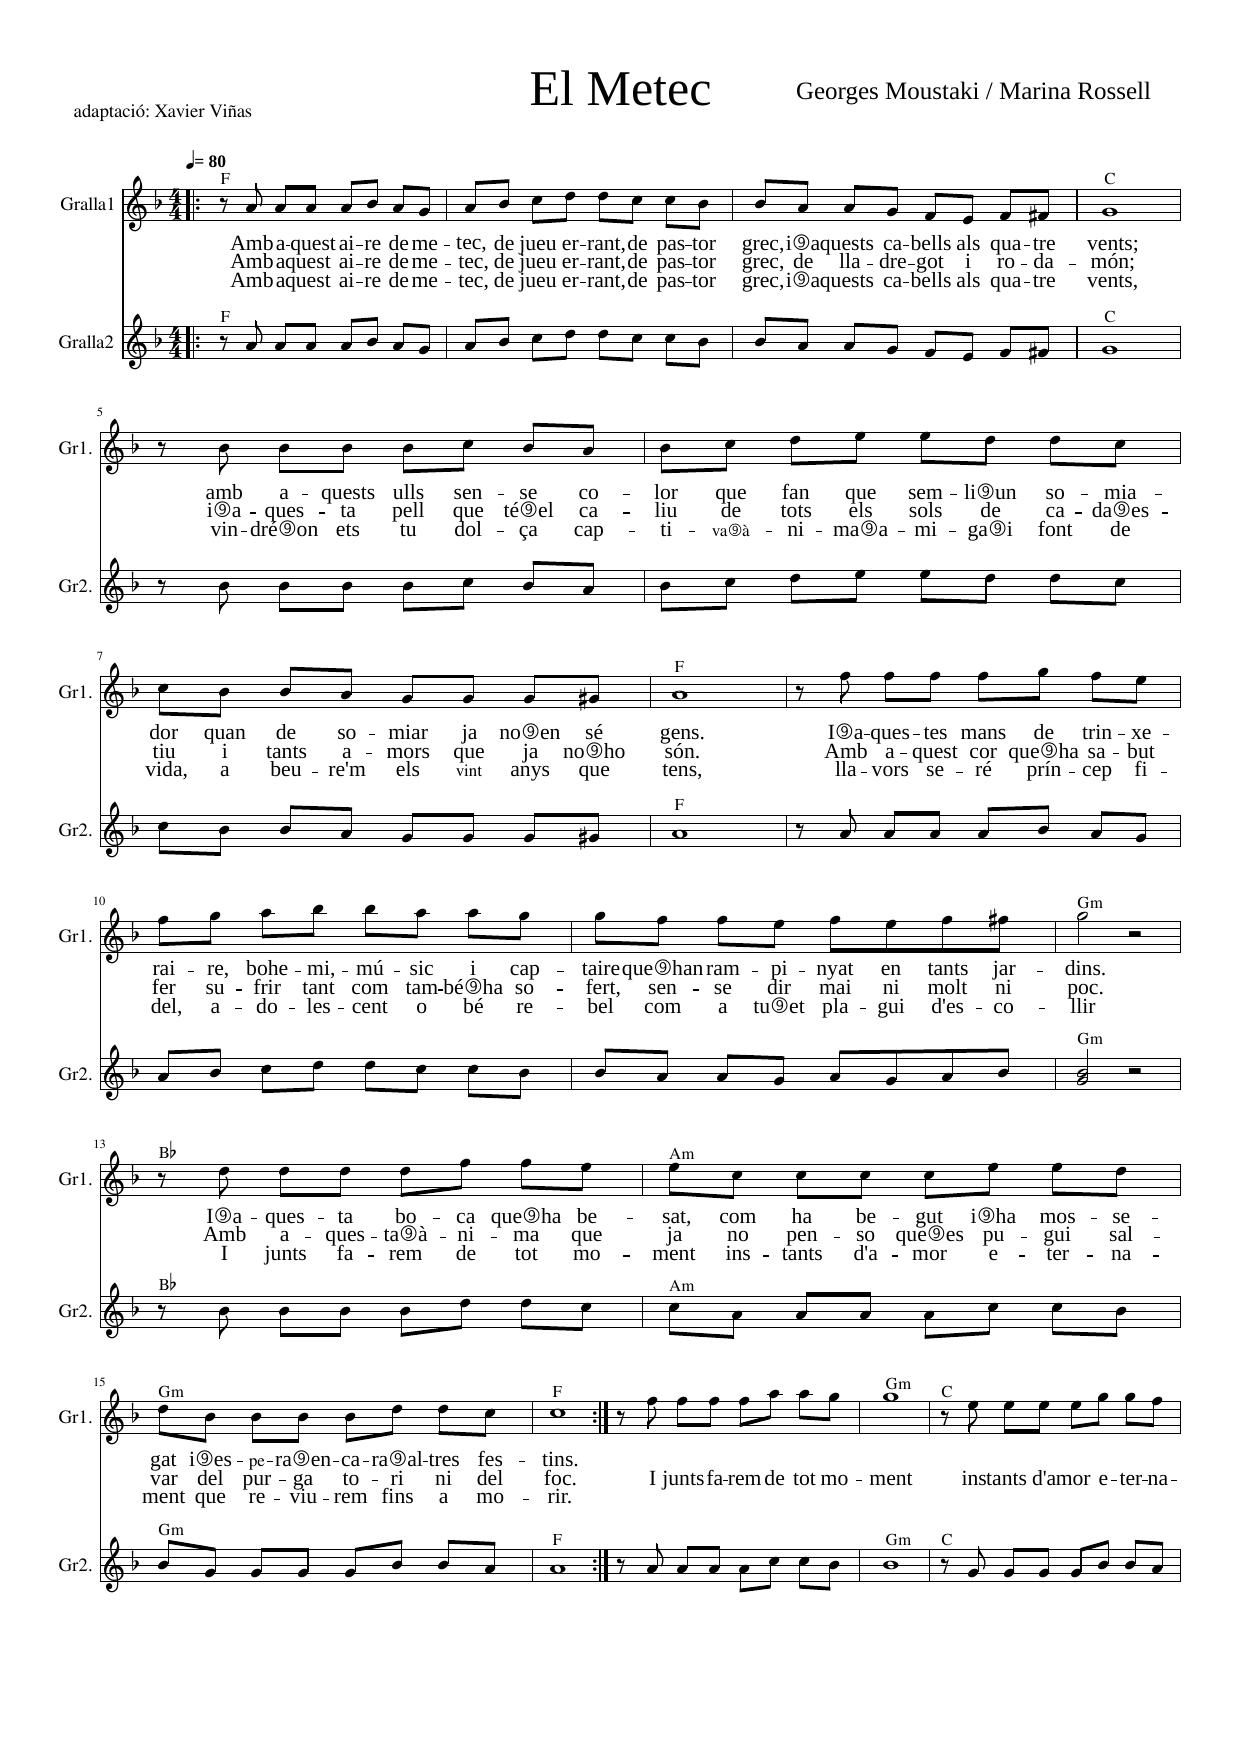 El Metec
Georges Moustaki / Marina Rossell
adaptació: Xavier Viñas
= 80
F
Gralla1
C
Amb a – quest ai – re de me – tec, de jueu er – rant, de pas – tor grec, i⑨aquests ca – bells als qua – tre vents;
Amb aquest ai – re de me – tec, de jueu er – rant, de pas – tor grec, de lla – dre – got i ro – da – món;
Amb aquest ai – re de me – tec, de jueu er – rant, de pas – tor grec, i⑨aquests ca – bells als qua – tre vents,
F C
Gralla2
5
Gr1.
amb a – quests ulls sen – se co – lor que fan que sem – li⑨un so – mia –
i⑨a – ques – ta pell que té⑨el ca – liu de tots els sols de ca – da⑨es –
vin – dré⑨on ets tu dol – ça cap – ti – va⑨à – ni – ma⑨a – mi – ga⑨i font de
Gr2.
7
F
Gr1.
dor quan de so – miar ja no⑨en sé gens. I⑨a – ques – tes mans de trin – xe –
tiu i tants a – mors que ja no⑨ho són. Amb a – quest cor que⑨ha sa – but
vida, a beu – re'm els vint anys que tens, lla – vors se – ré prín – cep fi –
F
Gr2.
10
Gm
Gr1.
rai – re, bohe – mi, – mú – sic i cap – taire que⑨han ram – pi – nyat en tants jar – dins.
fer su – frir tant com tam – bé⑨ha so – fert, sen – se dir mai ni molt ni poc.
del, a – do – les – cent o bé re – bel com a tu⑨et pla – gui d'es – co – llir
Gm
Gr2.
13
B♭ Am
Gr1.
I⑨a – ques – ta bo – ca que⑨ha be – sat, com ha be – gut i⑨ha mos – se –
Amb a – ques – ta⑨à – ni – ma que ja no pen – so que⑨es pu – gui sal –
I junts fa – rem de tot mo – ment ins – tants d'a – mor e – ter – na –
B♭ Am
Gr2.
15
Gm F Gm C
Gr1.
gat i⑨es – pe – ra⑨en – ca – ra⑨al – tres fes – tins.
var del pur – ga to – ri ni del foc. I junts fa – rem de tot mo – ment instants d'amor e – ter – na –
ment que re – viu – rem fins a mo – rir.
Gm F Gm C
Gr2.